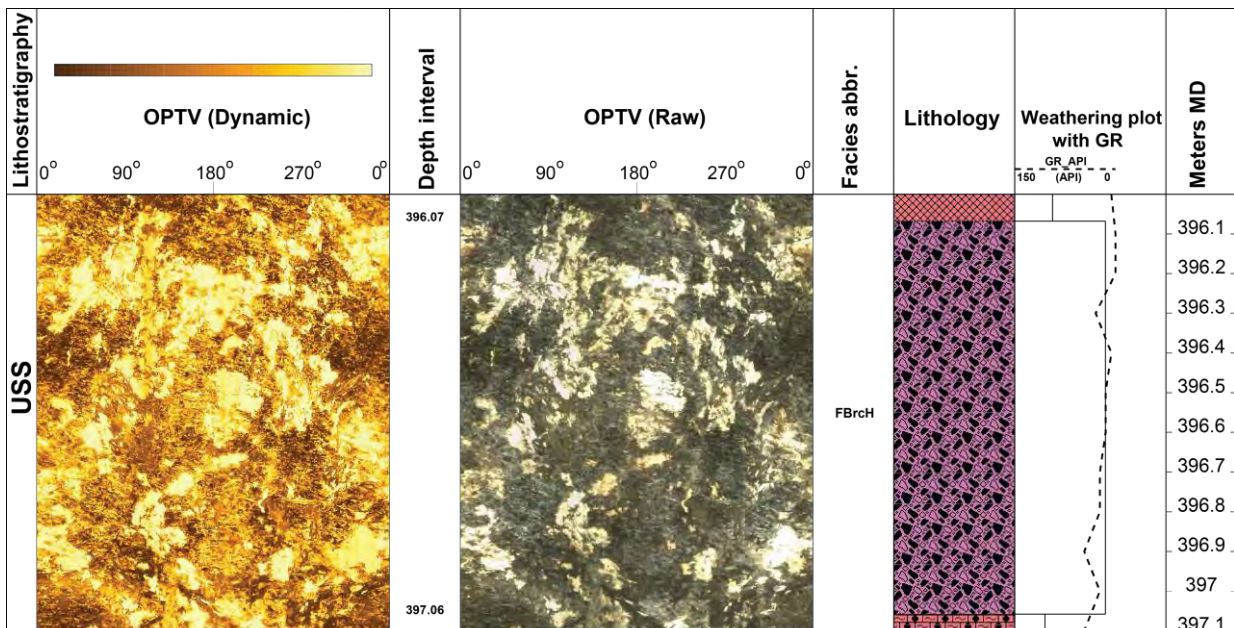 Lithostratigraphy
OPTV (Dynamic)
0° 90° 180° 270° 0°
Depth interval
OPTV (Raw)
0° 90° 180° 270° 0°
Facies abbr.
Lithology
Weathering plot
with GR
GR_API
150 (API) 0
Meters MD
USS
396.07
397.06
FBrcH
396.1
396.2
396.3
396.4
396.5
396.6
396.7
396.8
396.9
397
397.1